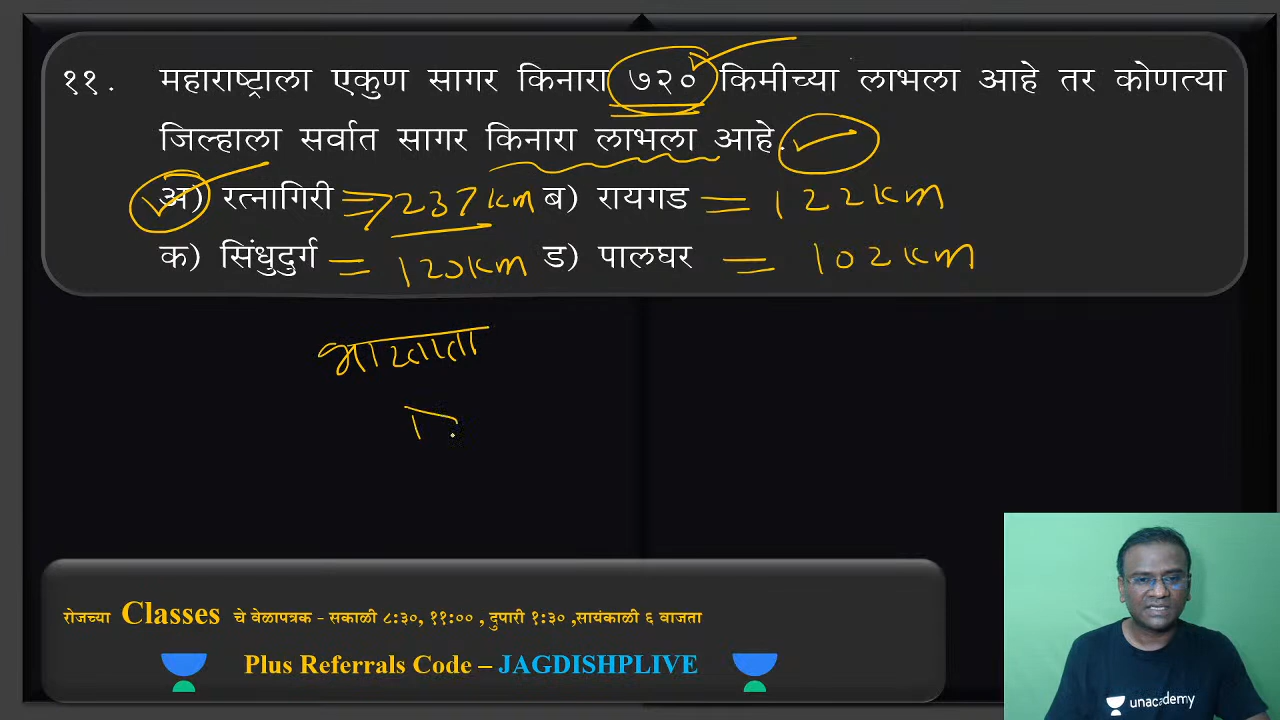 ११. महाराष्ट्राला एकुण सागर किनारा ७२० किमीच्या लाभला आहे तर कोणत्या
जिल्हाला सर्वात सागर किनारा लाभला आहे.
अ) रत्नागिरी => 237 km ब) रायगड = 122 km
क) सिंधुदुर्ग = 120 km ड) पालघर = 102 km
रोजच्या Classes चे वेळापत्रक - सकाळी ८:३०, ११:०० , दुपारी १:३० ,सायंकाळी ६ वाजता
Plus Referrals Code – JAGDISHPLIVE
unacademy